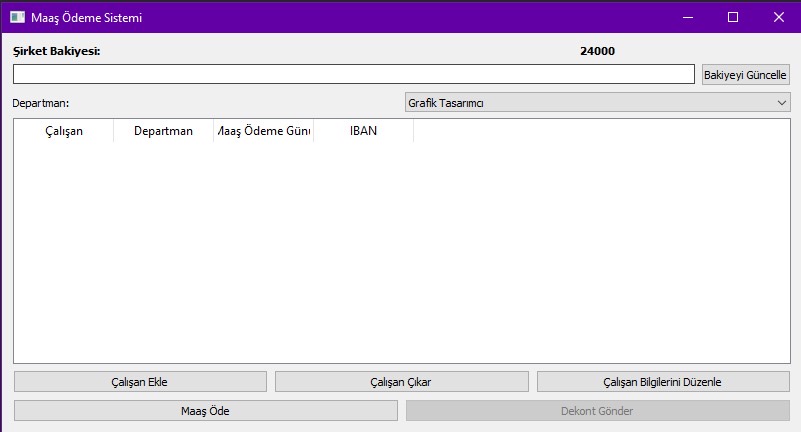 Maaş Ödeme Sistemi
Şirket Bakiyesi: 24000
Bakiyeyi Güncelle
Departman: Grafik Tasarımcı
Çalışan Departman Maaş Ödeme Günü IBAN
Çalışan Ekle Çalışan Çıkar Çalışan Bilgilerini Düzenle
Maaş Öde Dekont Gönder